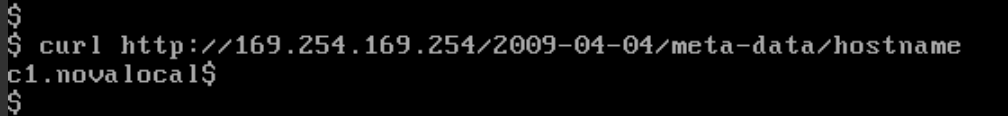 $
$ curl http://169.254.169.254/2009-04-04/meta-data/hostname
c1.novalocal$
$